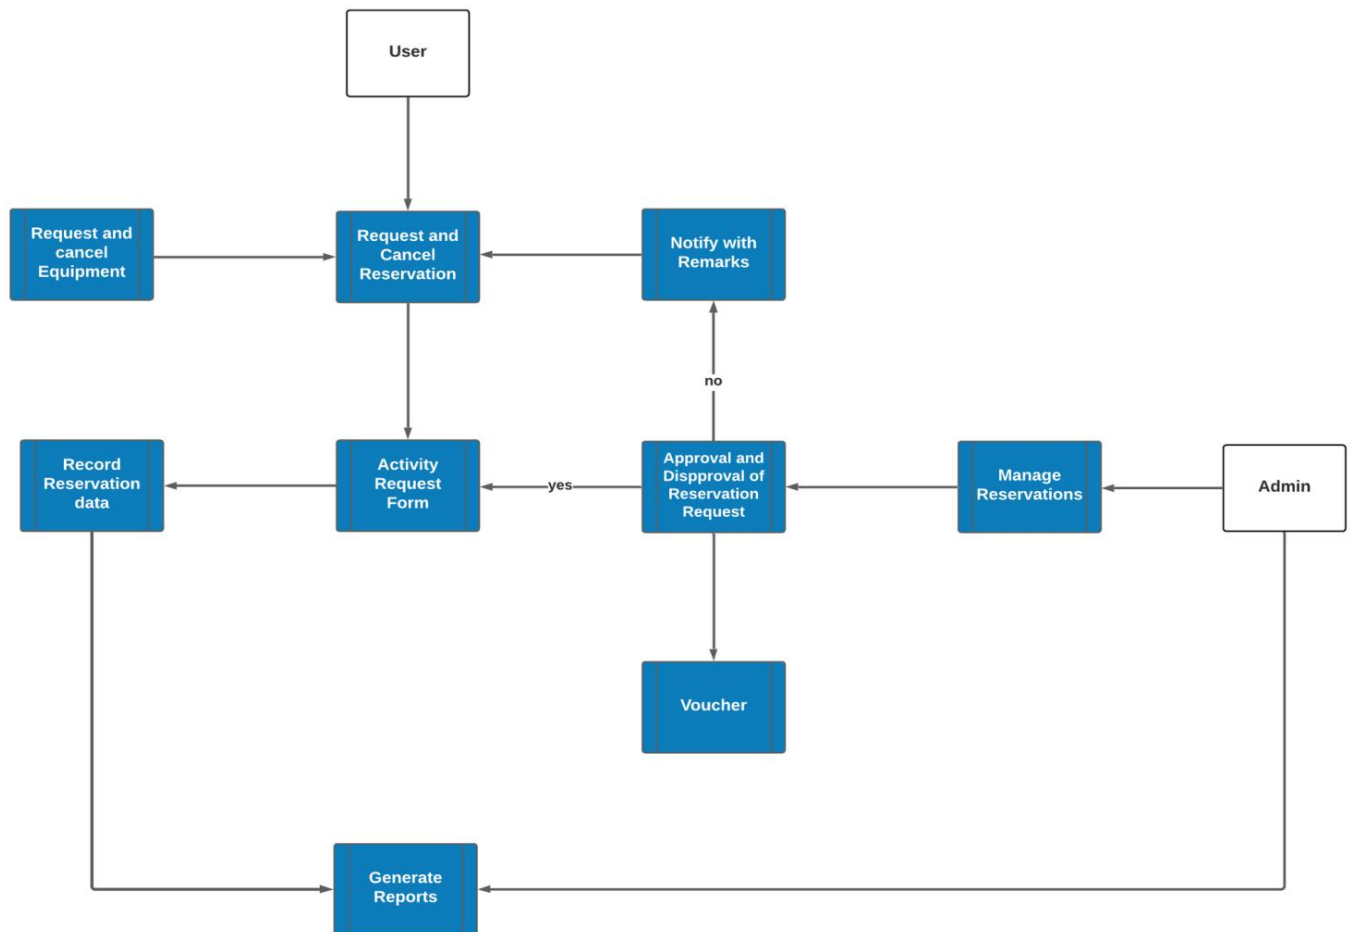 User
Request and
cancel
Equipment
Request and
Cancel
Reservation
Notify with
Remarks
no
Record
Reservation
data
Activity
Request
Form
yes
Approval and
Dispproval of
Reservation
Request
Manage
Reservations
Admin
Voucher
Generate
Reports